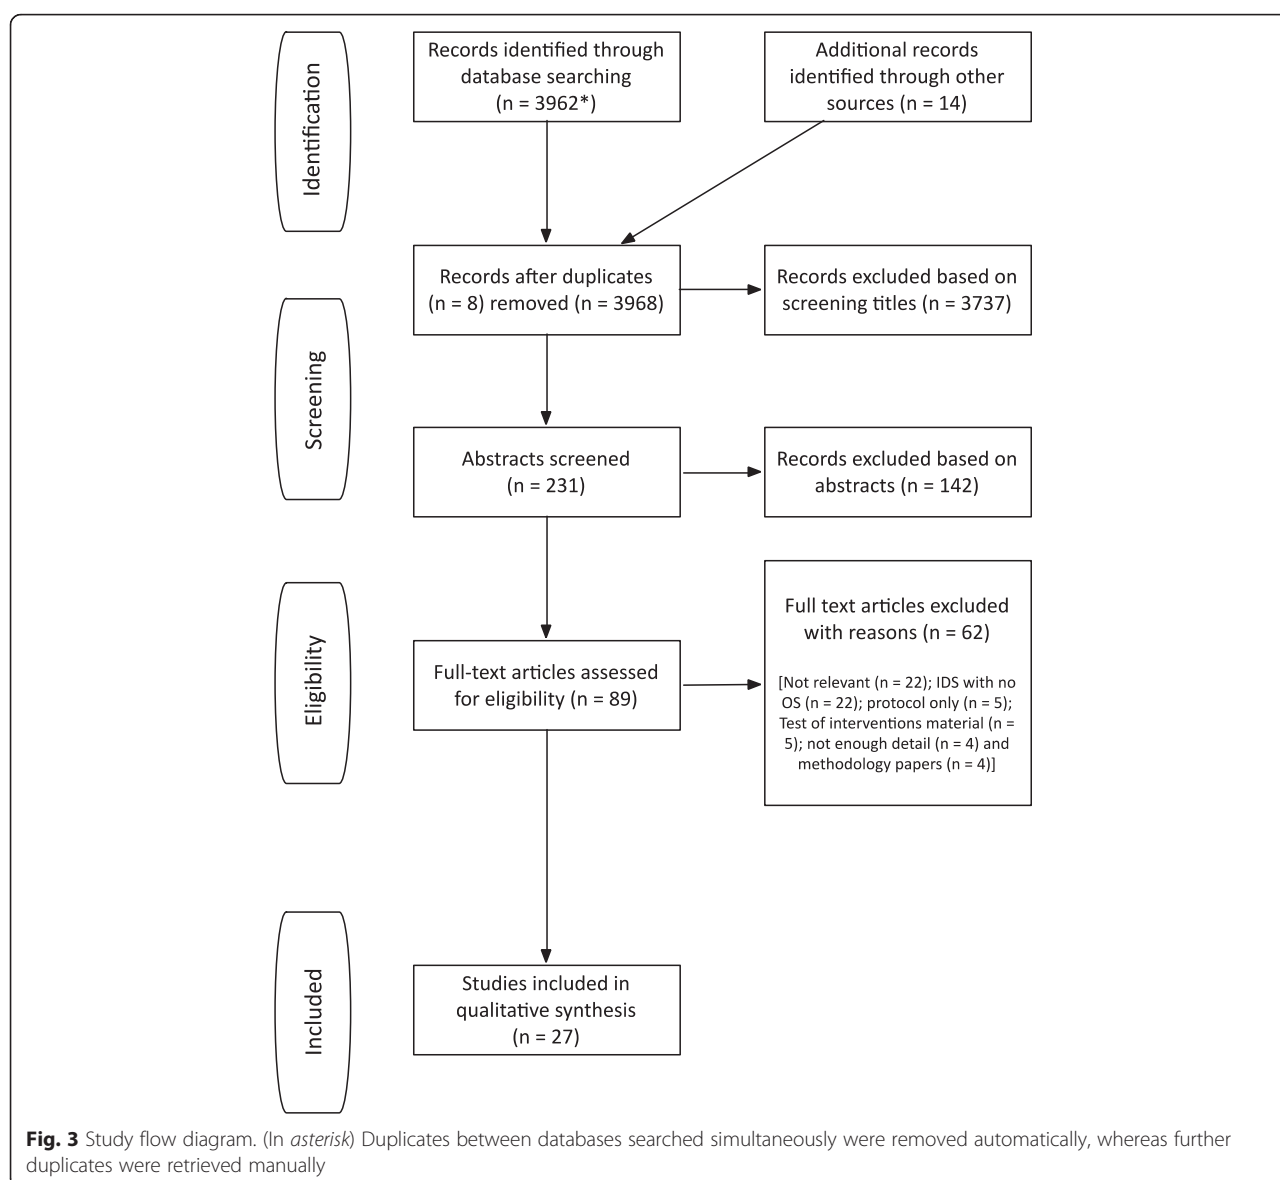 Identification
Records identified through
database searching
(n = 3962*)
Additional records
identified through other
sources (n = 14)
Records after duplicates
(n = 8) removed (n = 3968)
Records excluded based on
screening titles (n = 3737)
Screening
Abstracts screened
(n = 231)
Records excluded based on
abstracts (n = 142)
Eligibility
Full-text articles assessed
for eligibility (n = 89)
Full text articles excluded
with reasons (n = 62)
[Not relevant (n = 22); IDS with no
OS (n = 22); protocol only (n = 5);
Test of interventions material (n =
5); not enough detail (n = 4) and
methodology papers (n = 4)]
Included
Studies included in
qualitative synthesis
(n = 27)
Fig. 3 Study flow diagram. (In asterisk) Duplicates between databases searched simultaneously were removed automatically, whereas further
duplicates were retrieved manually